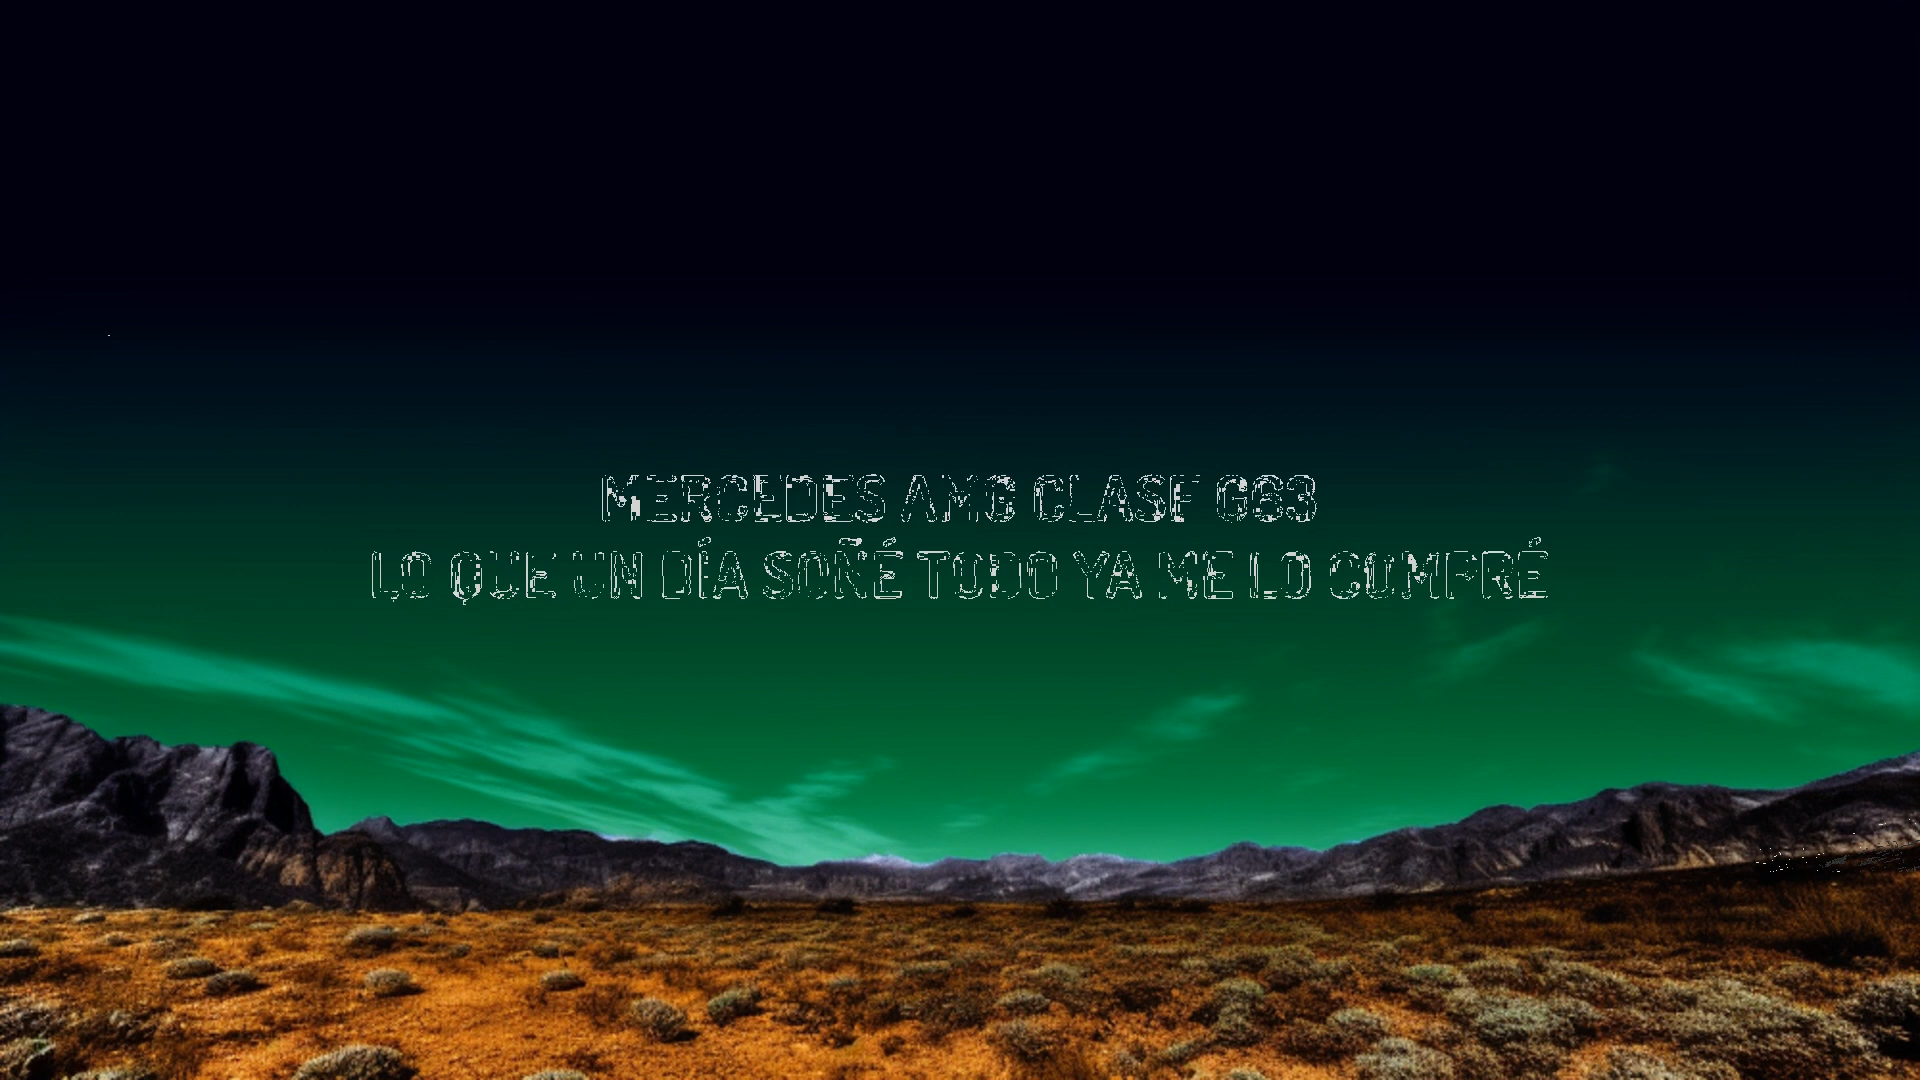 MERCEDES AMG CLASE G63
LO QUE UN DÍA SOÑÉ TODO YA ME LO COMPRÉ